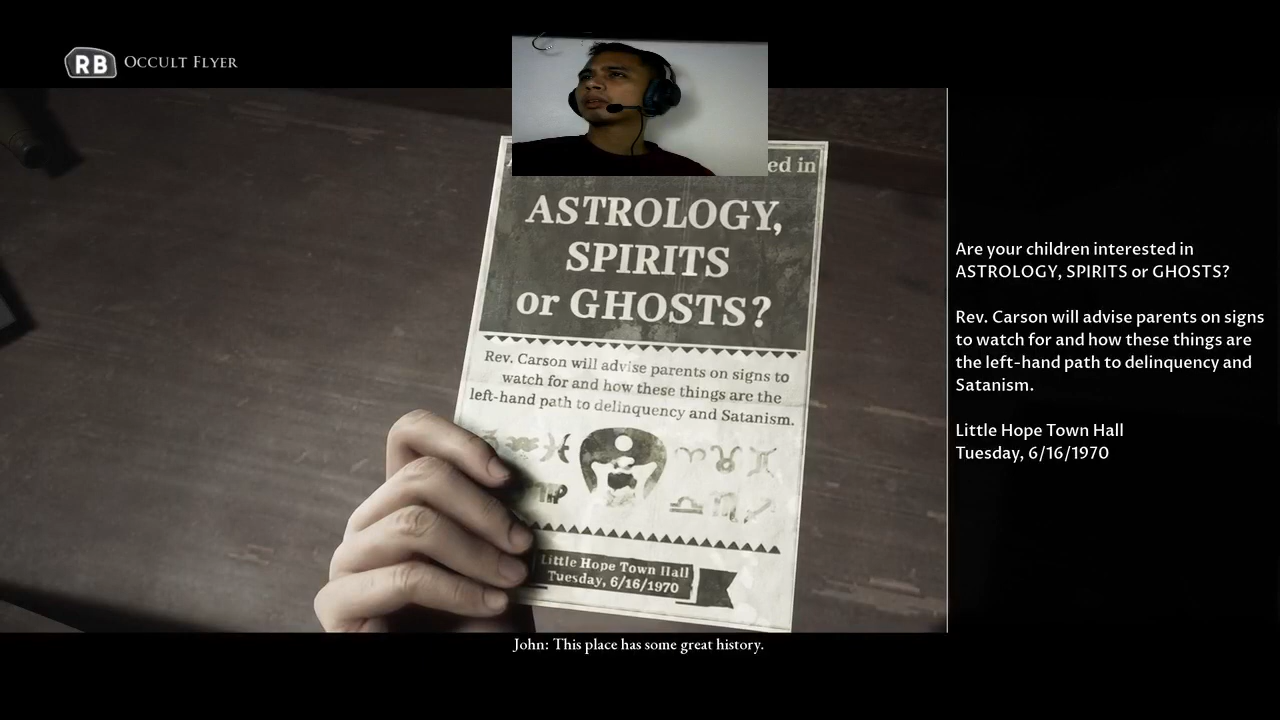 RB OCCULT FLYER
ed in
ASTROLOGY,
SPIRITS
or GHOSTS?
Rev. Carson will advise parents on signs to
watch for and how these things are the
left-hand path to delinquency and Satanism.
Little Hope Town Hall
Tuesday, 6/16/1970
Are your children interested in
ASTROLOGY, SPIRITS or GHOSTS?
Rev. Carson will advise parents on signs
to watch for and how these things are
the left-hand path to delinquency and
Satanism.
Little Hope Town Hall
Tuesday, 6/16/1970
John: This place has some great history.